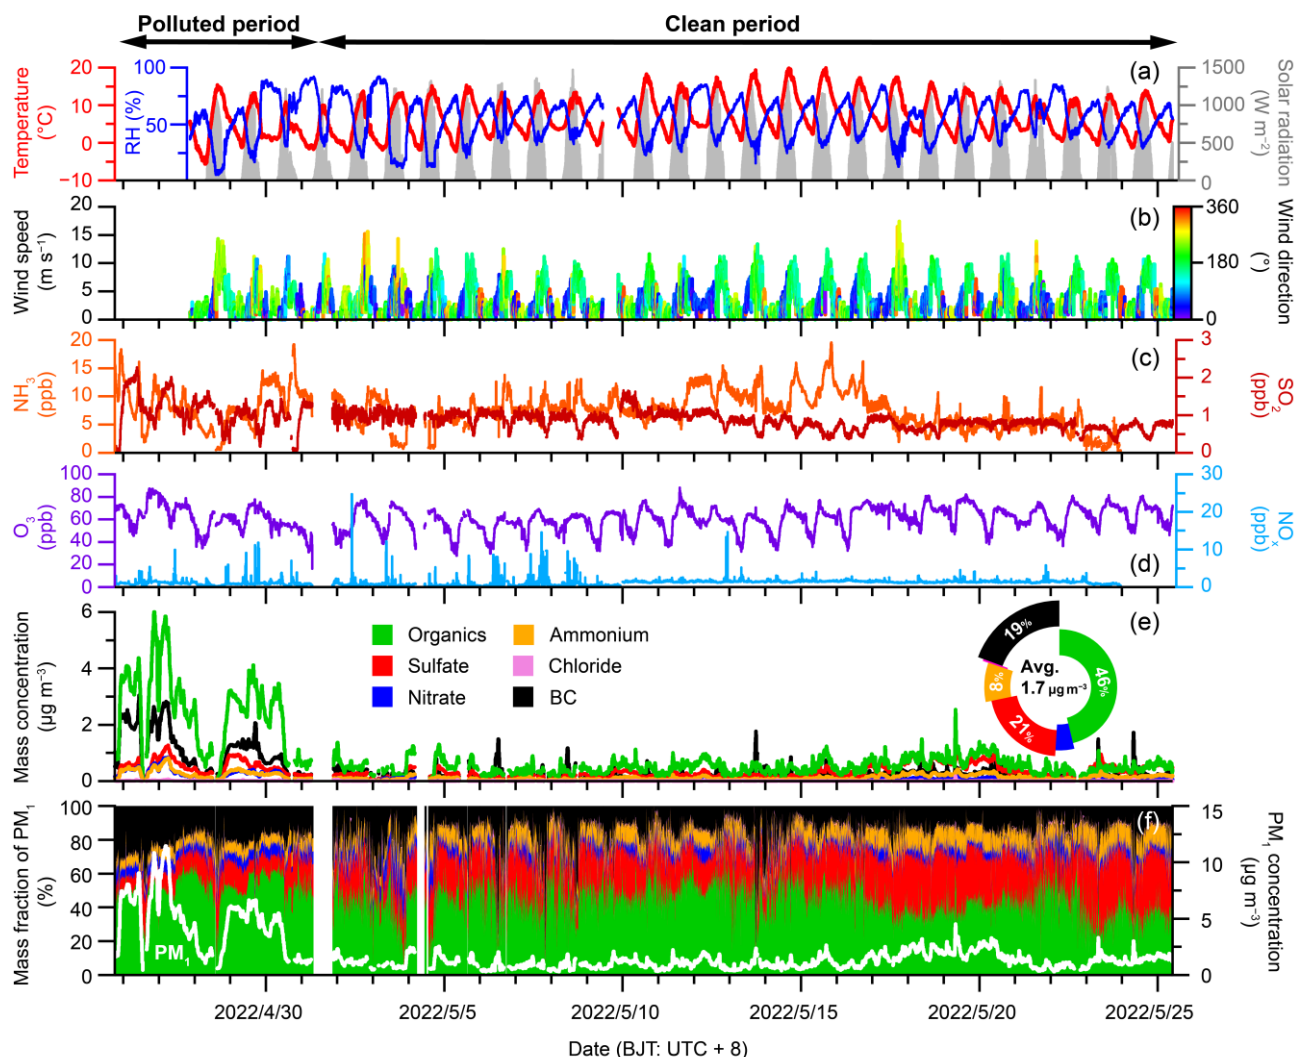 Polluted period
Clean period
(a)
Temperature (°C)
20
10
0
−10
RH (%)
100
50
1500
1000
500
0
Solar radiation (W m⁻²)
(b)
Wind speed (m s⁻¹)
20
15
10
5
0
360
180
0
Wind direction (°)
(c)
NH₃ (ppb)
20
15
10
5
0
3
2
1
0
SO₂ (ppb)
(d)
O₃ (ppb)
100
80
60
40
20
0
30
20
10
0
NOₓ (ppb)
(e)
Mass concentration (µg m⁻³)
6
4
2
0
Organics
Ammonium
Sulfate
Chloride
Nitrate
BC
19%
46%
21%
8%
Avg.
1.7 µg m⁻³
(f)
Mass fraction of PM₁ (%)
100
80
60
40
20
0
PM₁
15
10
5
0
PM₁ concentration (µg m⁻³)
2022/4/30
2022/5/5
2022/5/10
2022/5/15
2022/5/20
2022/5/25
Date (BJT: UTC + 8)